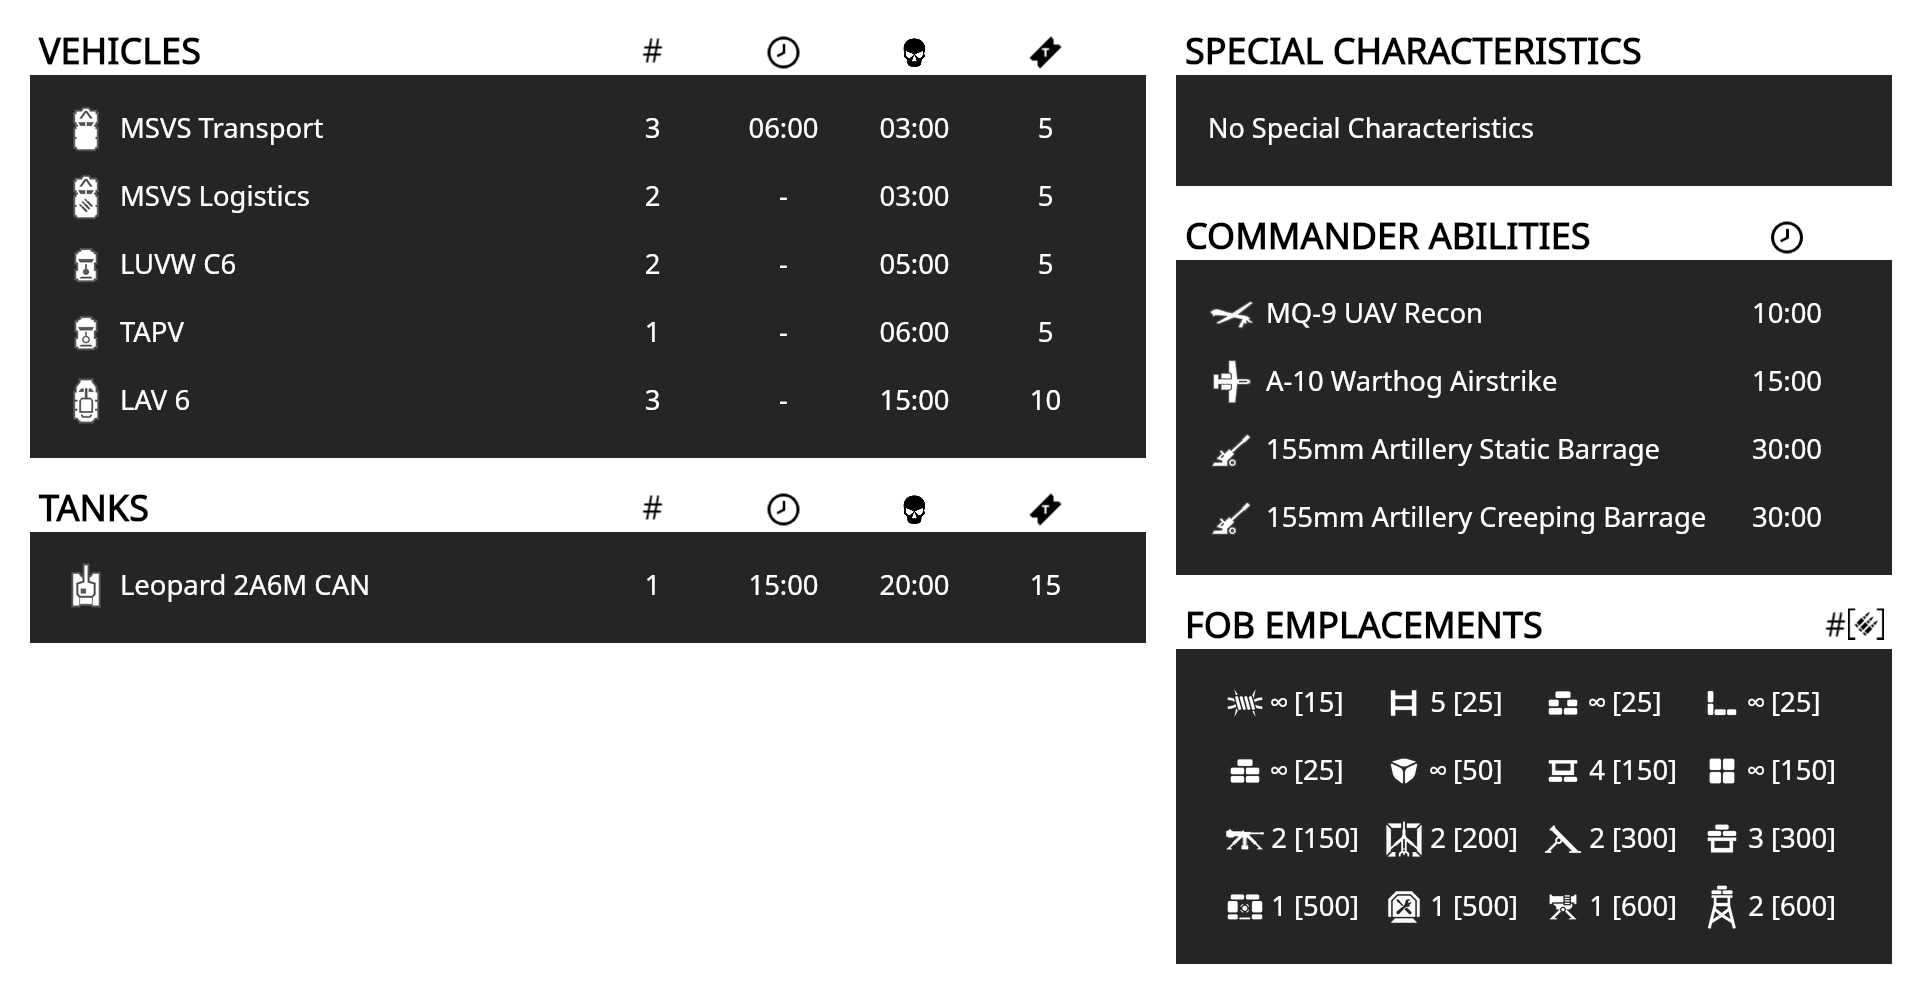 VEHICLES #
MSVS Transport 3 06:00 03:00 5
MSVS Logistics 2 - 03:00 5
LUVW C6 2 - 05:00 5
TAPV 1 - 06:00 5
LAV 6 3 - 15:00 10
TANKS #
Leopard 2A6M CAN 1 15:00 20:00 15
SPECIAL CHARACTERISTICS
No Special Characteristics
COMMANDER ABILITIES
MQ-9 UAV Recon 10:00
A-10 Warthog Airstrike 15:00
155mm Artillery Static Barrage 30:00
155mm Artillery Creeping Barrage 30:00
FOB EMPLACEMENTS #[]
∞ [15] 5 [25] ∞ [25] ∞ [25]
∞ [25] ∞ [50] 4 [150] ∞ [150]
2 [150] 2 [200] 2 [300] 3 [300]
1 [500] 1 [500] 1 [600] 2 [600]